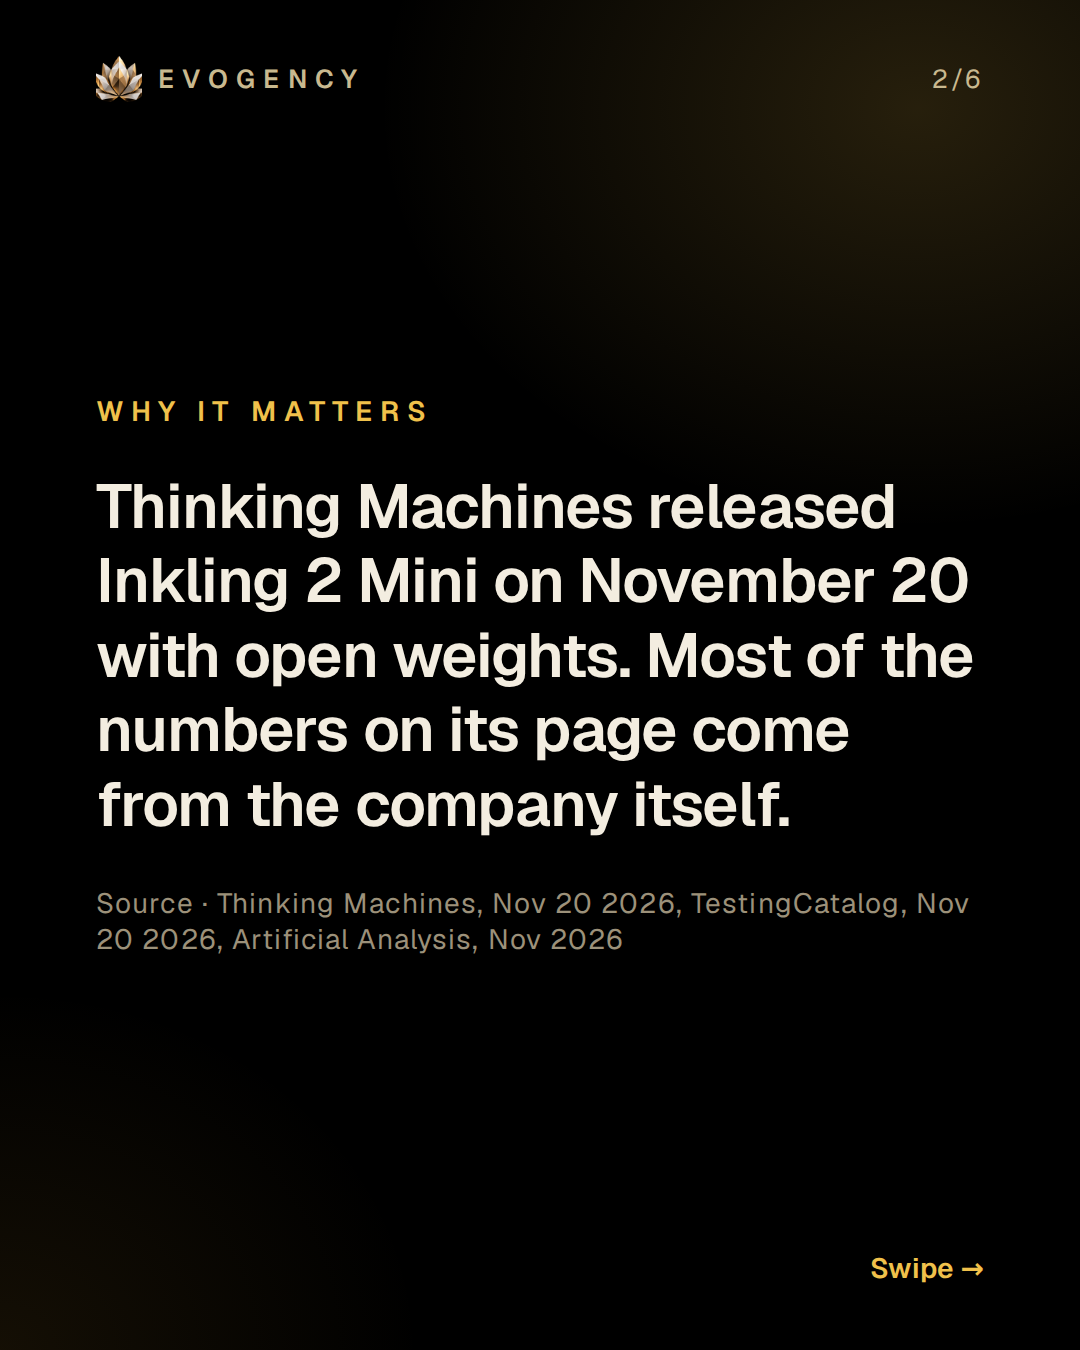 EVOGENCY
2/6
WHY IT MATTERS
Thinking Machines released
Inkling 2 Mini on November 20
with open weights. Most of the
numbers on its page come
from the company itself.
Source · Thinking Machines, Nov 20 2026, TestingCatalog, Nov
20 2026, Artificial Analysis, Nov 2026
Swipe →